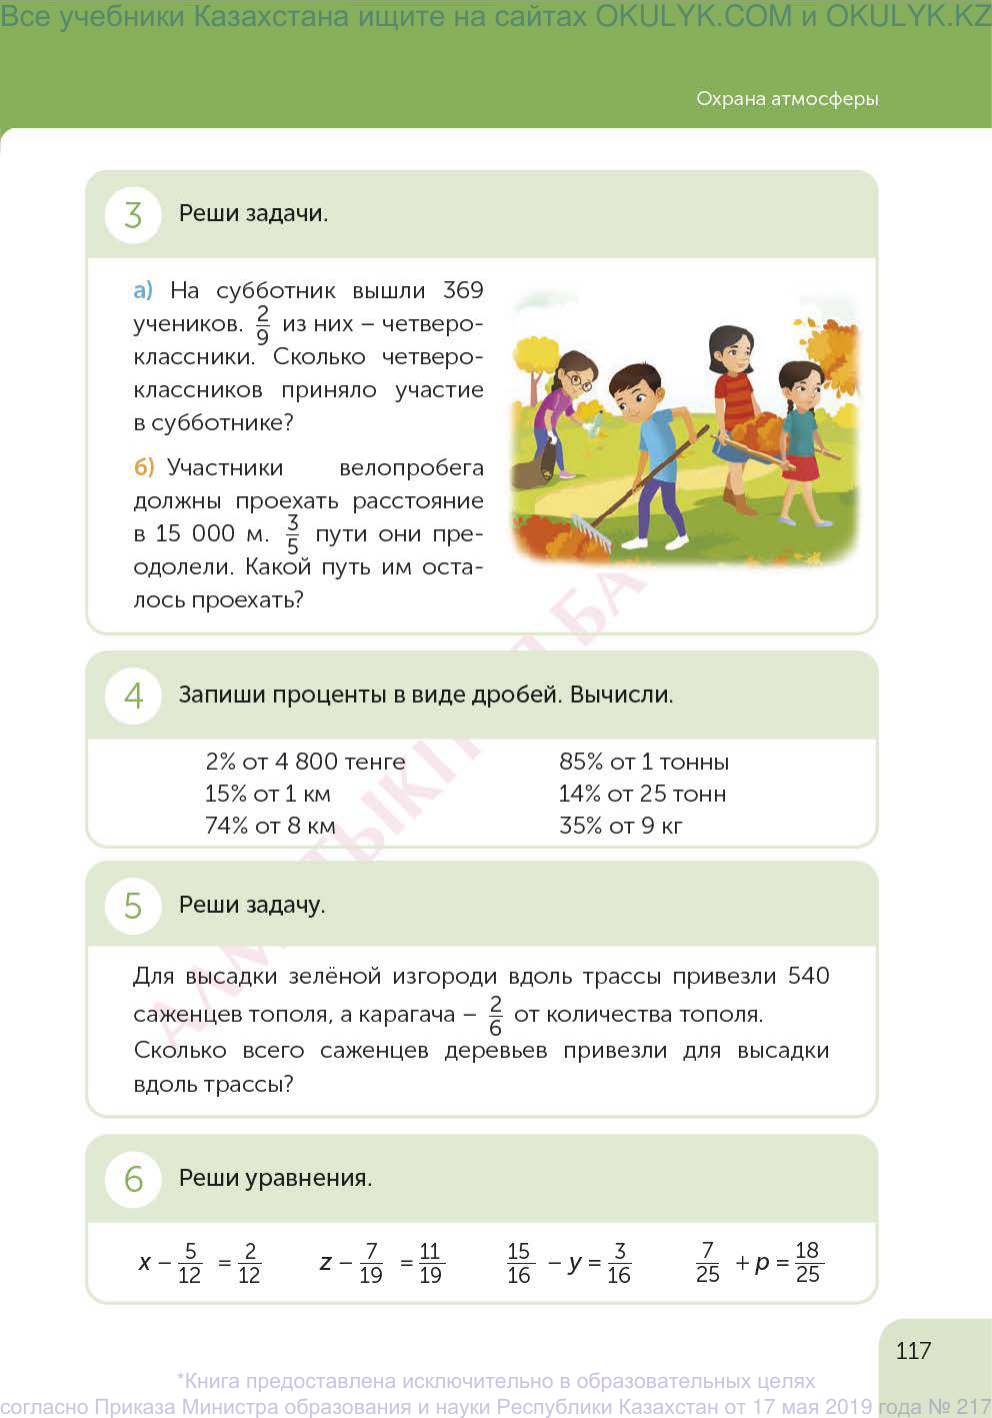 Все учебники Казахстана ищите на сайтах OKULYK.COM и OKULYK.KZ
Охрана атмосферы
3 Реши задачи.
а) На субботник вышли 369
учеников. 2/9 из них – четверо-
классники. Сколько четверо-
классников приняло участие
в субботнике?
б) Участники велопробега
должны проехать расстояние
в 15 000 м. 3/5 пути они пре-
одолели. Какой путь им оста-
лось проехать?
4 Запиши проценты в виде дробей. Вычисли.
2% от 4 800 тенге
15% от 1 км
74% от 8 км
85% от 1 тонны
14% от 25 тонн
35% от 9 кг
5 Реши задачу.
Для высадки зелёной изгороди вдоль трассы привезли 540
саженцев тополя, а карагача – 2/6 от количества тополя.
Сколько всего саженцев деревьев привезли для высадки
вдоль трассы?
6 Реши уравнения.
x – 5/12 = 2/12 z – 7/19 = 11/19 15/16 – y = 3/16 7/25 + p = 18/25
117
*Книга предоставлена исключительно в образовательных целях
согласно Приказа Министра образования и науки Республики Казахстан от 17 мая 2019 года № 217